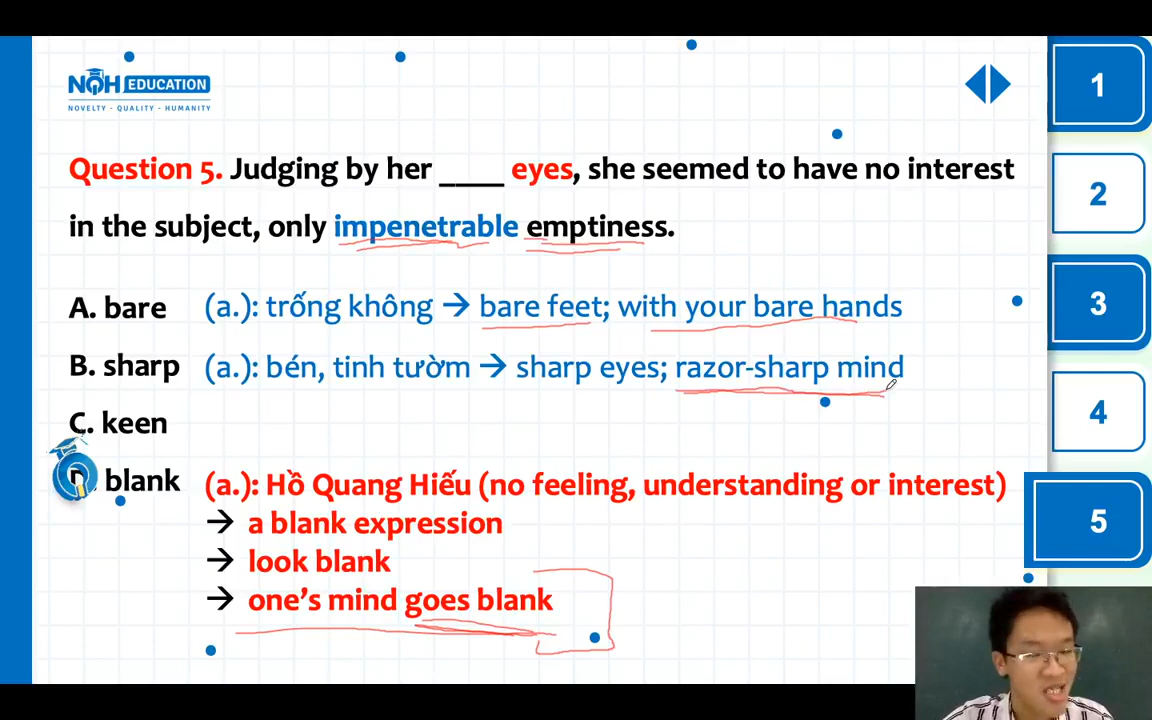 NQH EDUCATION
NOVELTY - QUALITY - HUMANITY
Question 5. Judging by her ____ eyes, she seemed to have no interest
in the subject, only impenetrable emptiness.
A. bare (a.): trống không → bare feet; with your bare hands
B. sharp (a.): bén, tinh tườm → sharp eyes; razor-sharp mind
C. keen
D. blank (a.): Hồ Quang Hiếu (no feeling, understanding or interest)
→ a blank expression
→ look blank
→ one's mind goes blank
1
2
3
4
5